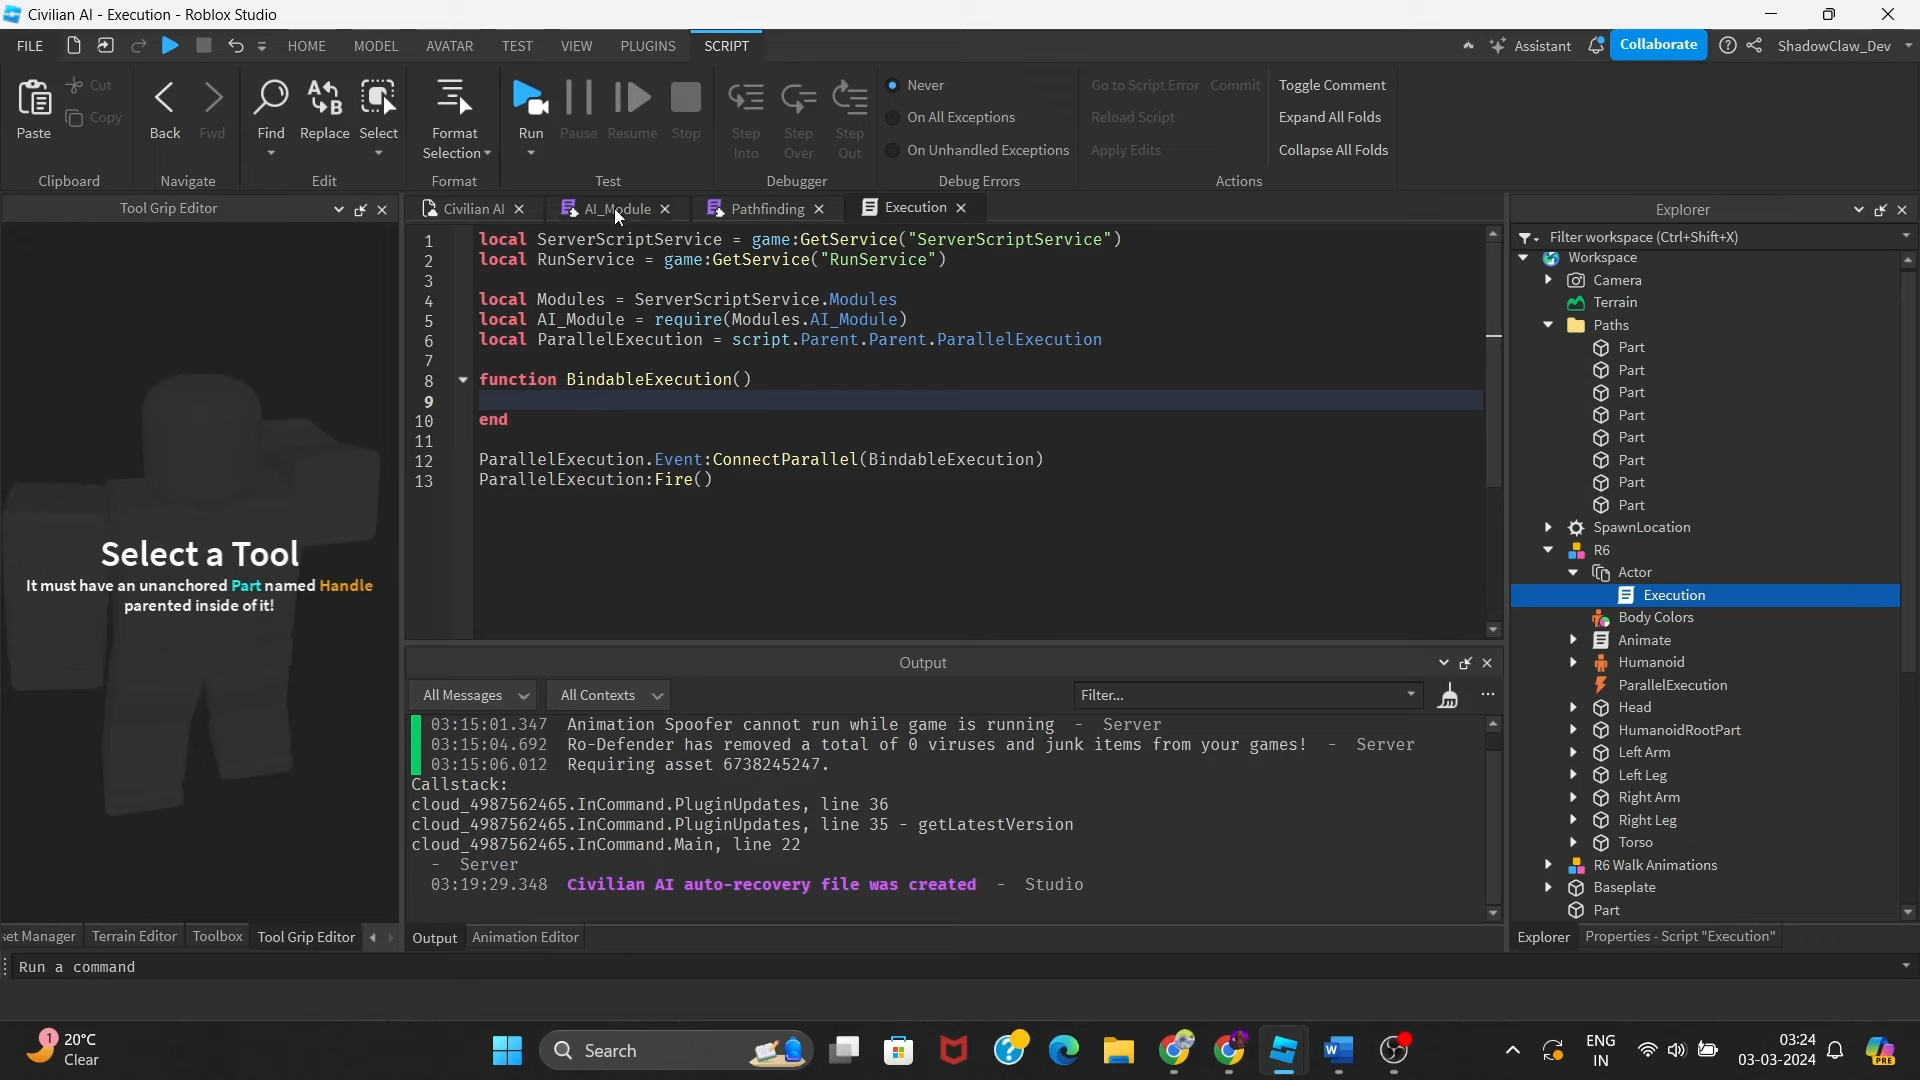 Civilian AI - Execution - Roblox Studio
FILE
HOME
MODEL
AVATAR
TEST
VIEW
PLUGINS
SCRIPT
Assistant
Collaborate
ShadowClaw_Dev
Paste
Cut
Copy
Clipboard
Back
Fwd
Navigate
Find
Replace
Select
Edit
Format
Selection
Format
Run
Pause
Resume
Stop
Test
Step
Into
Step
Over
Step
Out
Debugger
Never
On All Exceptions
On Unhandled Exceptions
Debug Errors
Go to Script Error
Commit
Reload Script
Apply Edits
Toggle Comment
Expand All Folds
Collapse All Folds
Actions
Tool Grip Editor
Select a Tool
It must have an unanchored Part named Handle
parented inside of it!
set Manager
Terrain Editor
Toolbox
Tool Grip Editor
Civilian AI
AI_Module
Pathfinding
Execution
1 local ServerScriptService = game:GetService("ServerScriptService")
2 local RunService = game:GetService("RunService")
3
4 local Modules = ServerScriptService.Modules
5 local AI_Module = require(Modules.AI_Module)
6 local ParallelExecution = script.Parent.Parent.ParallelExecution
7
8 function BindableExecution()
9
10 end
11
12 ParallelExecution.Event:ConnectParallel(BindableExecution)
13 ParallelExecution:Fire()
Output
All Messages
All Contexts
Filter...
03:15:01.347 Animation Spoofer cannot run while game is running - Server
03:15:04.692 Ro-Defender has removed a total of 0 viruses and junk items from your games! - Server
03:15:06.012 Requiring asset 6738245247.
Callstack:
cloud_4987562465.InCommand.PluginUpdates, line 36
cloud_4987562465.InCommand.PluginUpdates, line 35 - getLatestVersion
cloud_4987562465.InCommand.Main, line 22
- Server
03:19:29.348 Civilian AI auto-recovery file was created - Studio
Output
Animation Editor
Explorer
Filter workspace (Ctrl+Shift+X)
Workspace
Camera
Terrain
Paths
Part
Part
Part
Part
Part
Part
Part
Part
SpawnLocation
R6
Actor
Execution
Body Colors
Animate
Humanoid
ParallelExecution
Head
HumanoidRootPart
Left Arm
Left Leg
Right Arm
Right Leg
Torso
R6 Walk Animations
Baseplate
Part
Explorer
Properties - Script "Execution"
Run a command
1
20°C
Clear
Search
ENG
IN
03:24
03-03-2024
PRE